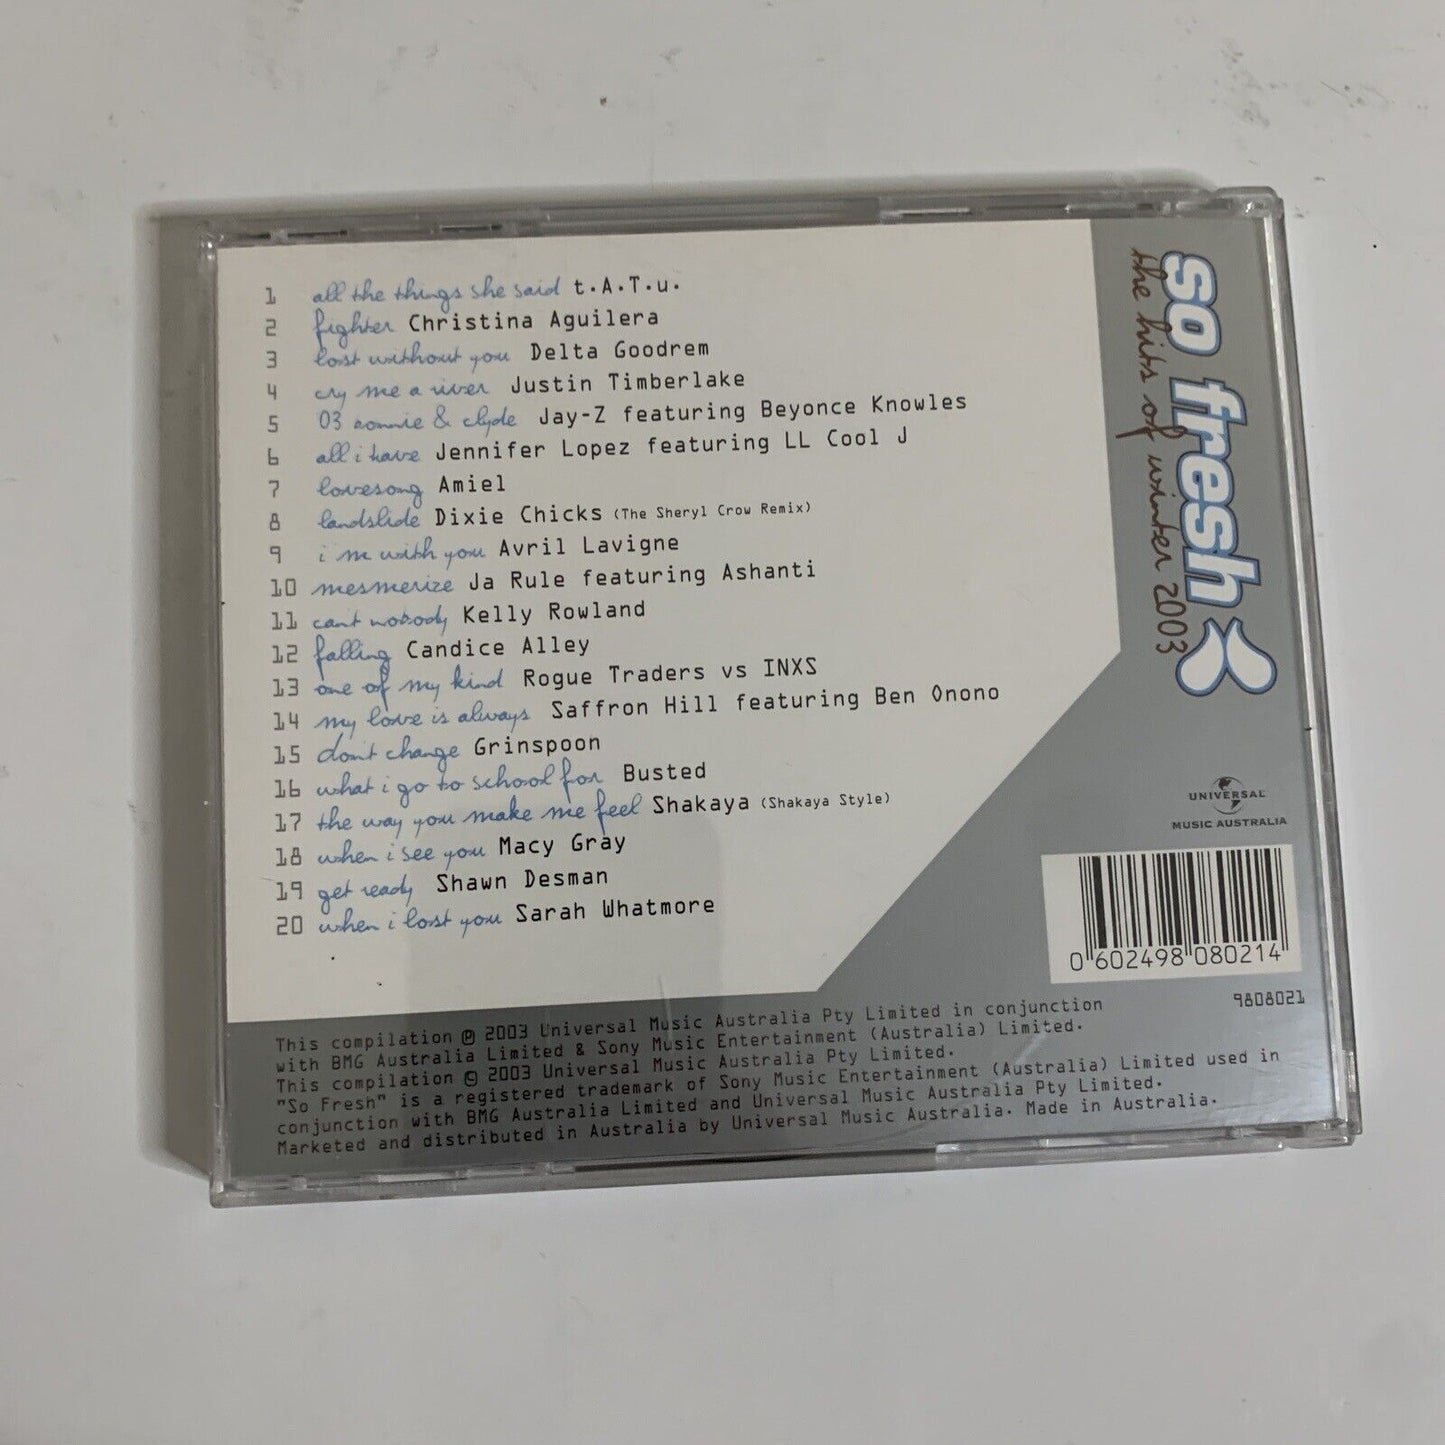 1 all the things she said t.A.T.u.
2 fighter Christina Aguilera
3 lost without you Delta Goodrem
4 cry me a river Justin Timberlake
5 03 bonnie & clyde Jay-Z featuring Beyonce Knowles
6 all i have Jennifer Lopez featuring LL Cool J
7 lovesong Amiel
8 landslide Dixie Chicks (The Sheryl Crow Remix)
9 i m with you Avril Lavigne
10 mesmerize Ja Rule featuring Ashanti
11 cant nobody Kelly Rowland
12 falling Candice Alley
13 one of my kind Rogue Traders vs INXS
14 my love is always Saffron Hill featuring Ben Onono
15 don't change Grinspoon
16 what i go to school for Busted
17 the way you make me feel Shakaya (Shakaya Style)
18 when i see you Macy Gray
19 get ready Shawn Desman
20 when i lost you Sarah Whatmore
so fresh
the hits of winter 2003
UNIVERSAL
MUSIC AUSTRALIA
0 602498 080214
9808021
This compilation ℗ 2003 Universal Music Australia Pty Limited in conjunction
with BMG Australia Limited & Sony Music Entertainment (Australia) Limited.
This compilation © 2003 Universal Music Australia Pty Limited.
"So Fresh" is a registered trademark of Sony Music Entertainment (Australia) Limited used in
conjunction with BMG Australia Limited and Universal Music Australia Pty Limited.
Marketed and distributed in Australia by Universal Music Australia. Made in Australia.